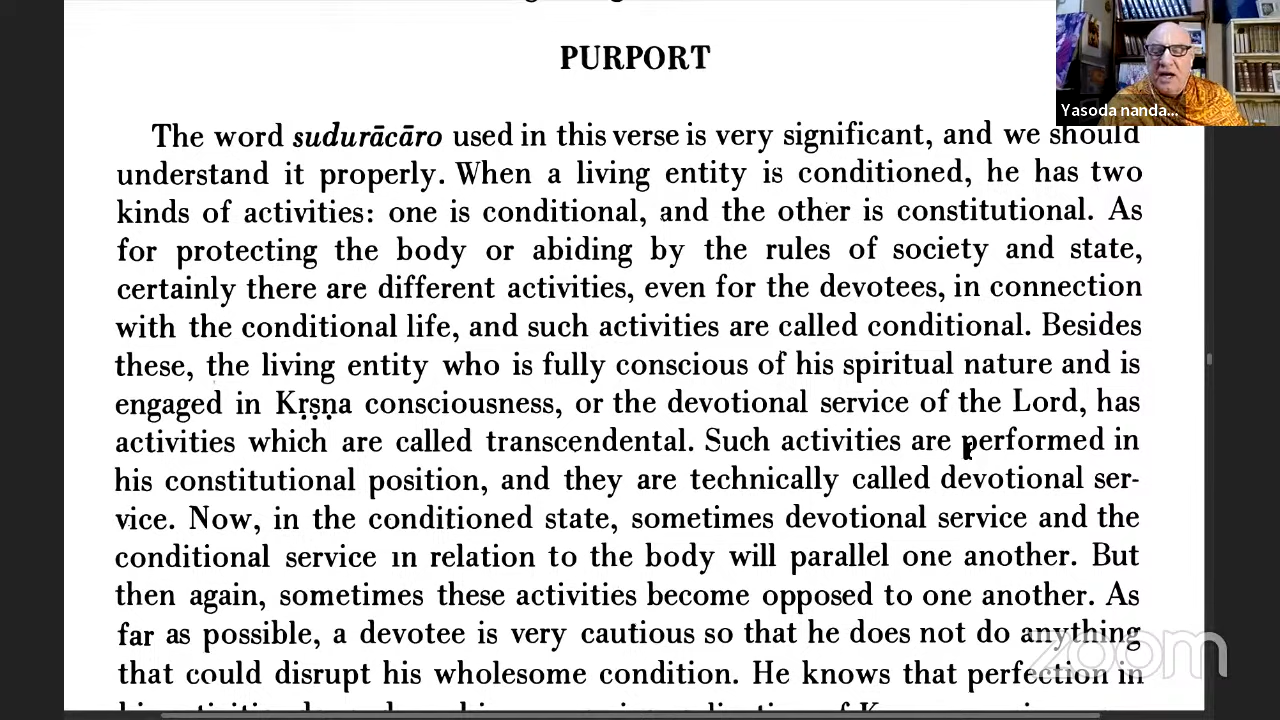 PURPORT
Yasoda nanda...
The word sudurācāro used in this verse is very significant, and we should
understand it properly. When a living entity is conditioned, he has two
kinds of activities: one is conditional, and the other is constitutional. As
for protecting the body or abiding by the rules of society and state,
certainly there are different activities, even for the devotees, in connection
with the conditional life, and such activities are called conditional. Besides
these, the living entity who is fully conscious of his spiritual nature and is
engaged in Kṛṣṇa consciousness, or the devotional service of the Lord, has
activities which are called transcendental. Such activities are performed in
his constitutional position, and they are technically called devotional ser-
vice. Now, in the conditioned state, sometimes devotional service and the
conditional service in relation to the body will parallel one another. But
then again, sometimes these activities become opposed to one another. As
far as possible, a devotee is very cautious so that he does not do anything
that could disrupt his wholesome condition. He knows that perfection in
zoom